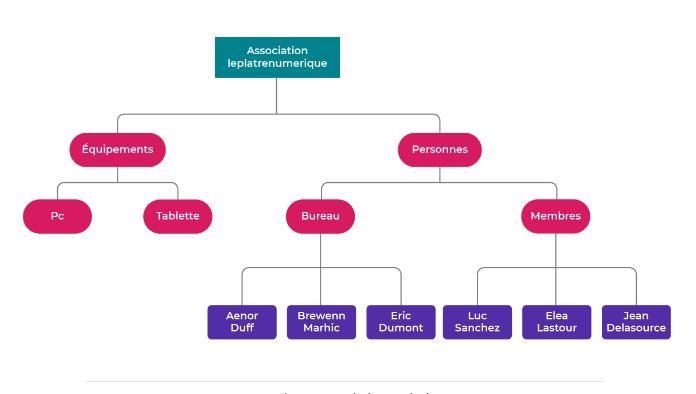 Association
leplatrenumerique
Équipements
Personnes
Pc
Tablette
Bureau
Membres
Aenor
Duff
Brewenn
Marhic
Eric
Dumont
Luc
Sanchez
Elea
Lastour
Jean
Delasource